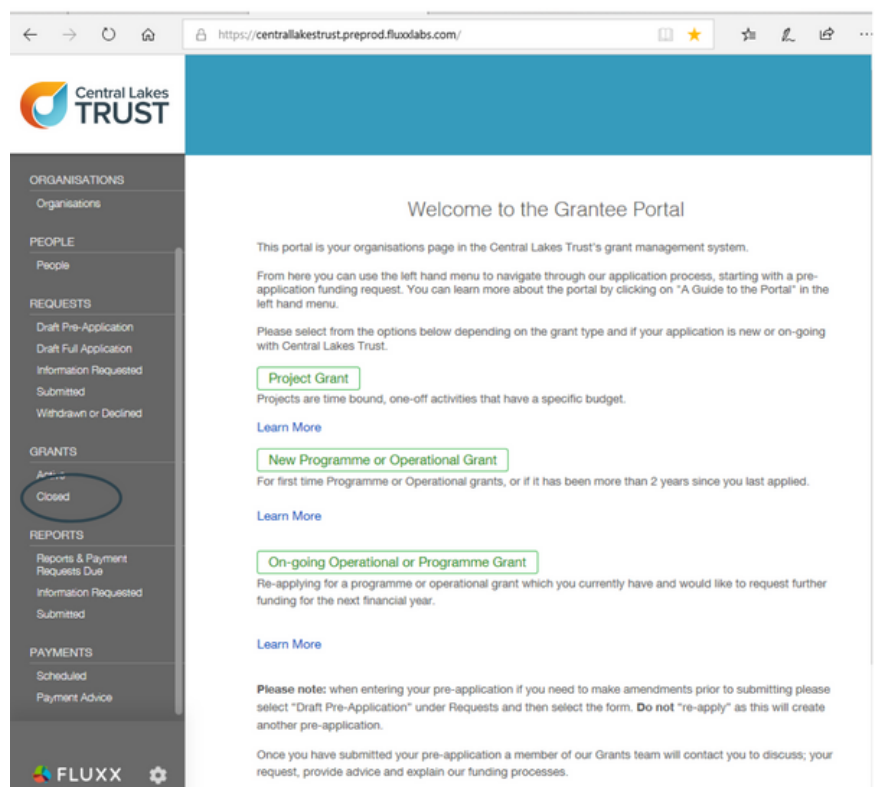 https://centrallakestrust.preprod.fluxxlabs.com/
Central Lakes
TRUST
ORGANISATIONS
Organisations
PEOPLE
People
REQUESTS
Draft Pre-Application
Draft Full Application
Information Requested
Submitted
Withdrawn or Declined
GRANTS
Active
Closed
REPORTS
Reports & Payment
Requests Due
Information Requested
Submitted
PAYMENTS
Scheduled
Payment Advice
FLUXX
Welcome to the Grantee Portal
This portal is your organisations page in the Central Lakes Trust's grant management system.
From here you can use the left hand menu to navigate through our application process, starting with a pre-
application funding request. You can learn more about the portal by clicking on "A Guide to the Portal" in the
left hand menu.
Please select from the options below depending on the grant type and if your application is new or on-going
with Central Lakes Trust.
Project Grant
Projects are time bound, one-off activities that have a specific budget.
Learn More
New Programme or Operational Grant
For first time Programme or Operational grants, or if it has been more than 2 years since you last applied.
Learn More
On-going Operational or Programme Grant
Re-applying for a programme or operational grant which you currently have and would like to request further
funding for the next financial year.
Learn More
Please note: when entering your pre-application if you need to make amendments prior to submitting please
select "Draft Pre-Application" under Requests and then select the form. Do not "re-apply" as this will create
another pre-application.
Once you have submitted your pre-application a member of our Grants team will contact you to discuss; your
request, provide advice and explain our funding processes.